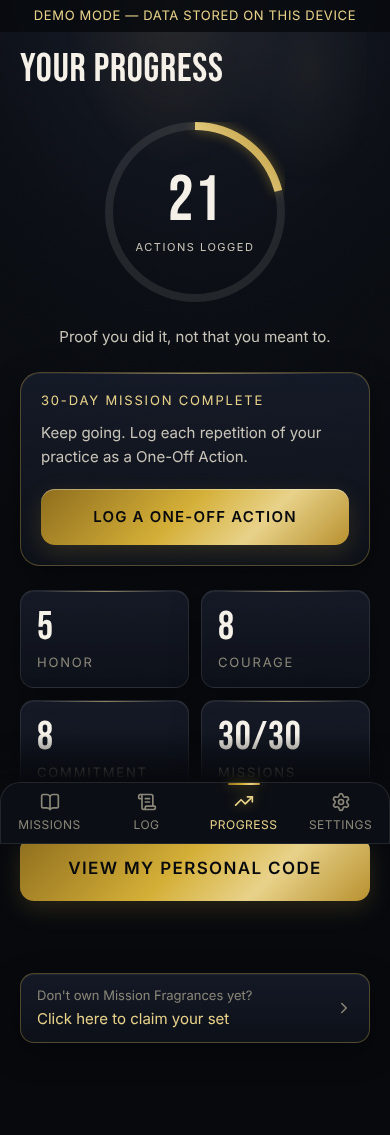 DEMO MODE — DATA STORED ON THIS DEVICE
YOUR PROGRESS
21
ACTIONS LOGGED
Proof you did it, not that you meant to.
30-DAY MISSION COMPLETE
Keep going. Log each repetition of your
practice as a One-Off Action.
LOG A ONE-OFF ACTION
5
HONOR
8
COURAGE
8
COMMITMENT
30/30
MISSIONS
MISSIONS
LOG
PROGRESS
SETTINGS
VIEW MY PERSONAL CODE
Don't own Mission Fragrances yet?
Click here to claim your set